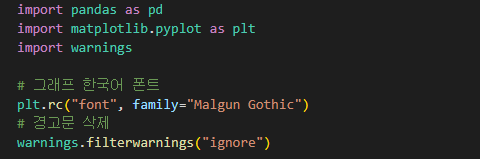 import pandas as pd
import matplotlib.pyplot as plt
import warnings
# 그래프 한국어 폰트
plt.rc("font", family="Malgun Gothic")
# 경고문 삭제
warnings.filterwarnings("ignore")